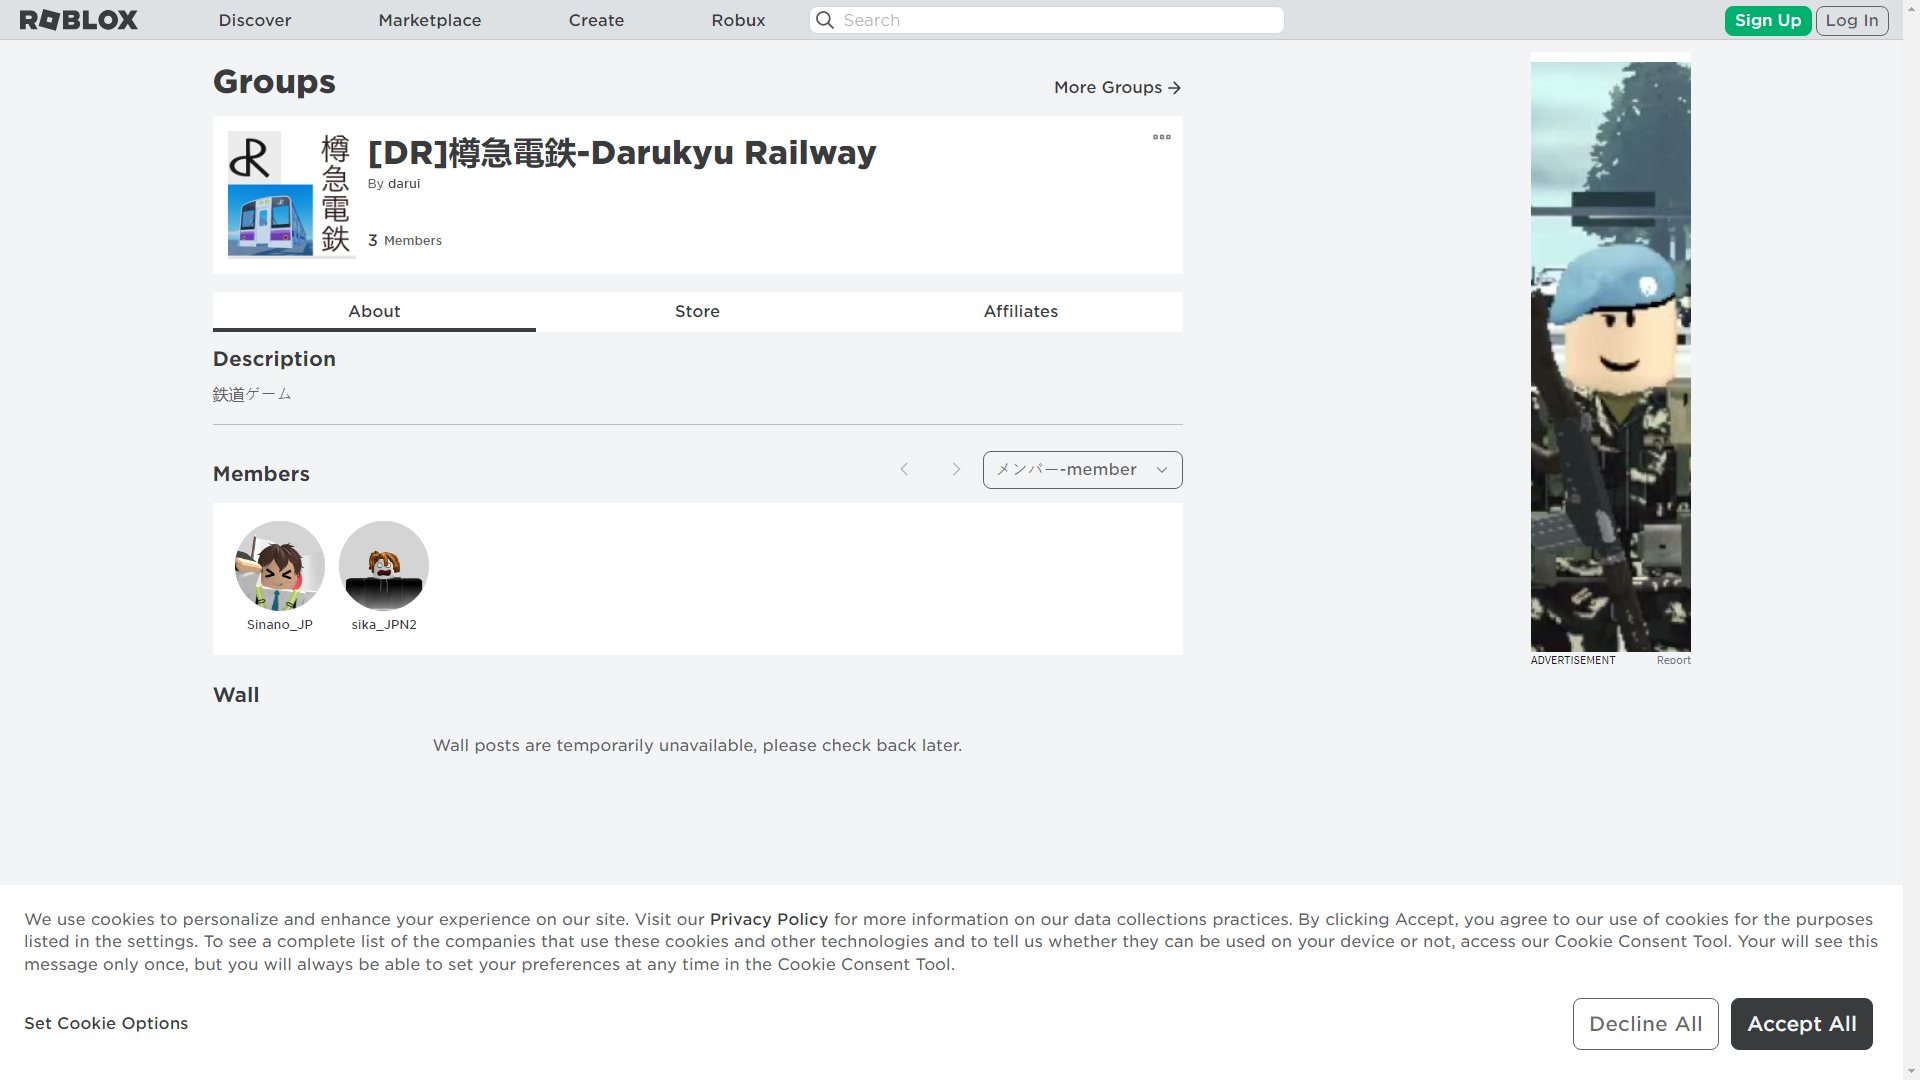 ROBLOX
Discover
Marketplace
Create
Robux
Search
Sign Up
Log In
Groups
More Groups
樽急電鉄
[DR]樽急電鉄-Darukyu Railway
By darui
3 Members
About
Store
Affiliates
Description
鉄道ゲーム
Members
メンバー-member
Sinano_JP
sika_JPN2
Wall
Wall posts are temporarily unavailable, please check back later.
ADVERTISEMENT
Report
We use cookies to personalize and enhance your experience on our site. Visit our Privacy Policy for more information on our data collections practices. By clicking Accept, you agree to our use of cookies for the purposes
listed in the settings. To see a complete list of the companies that use these cookies and other technologies and to tell us whether they can be used on your device or not, access our Cookie Consent Tool. Your will see this
message only once, but you will always be able to set your preferences at any time in the Cookie Consent Tool.
Set Cookie Options
Decline All
Accept All